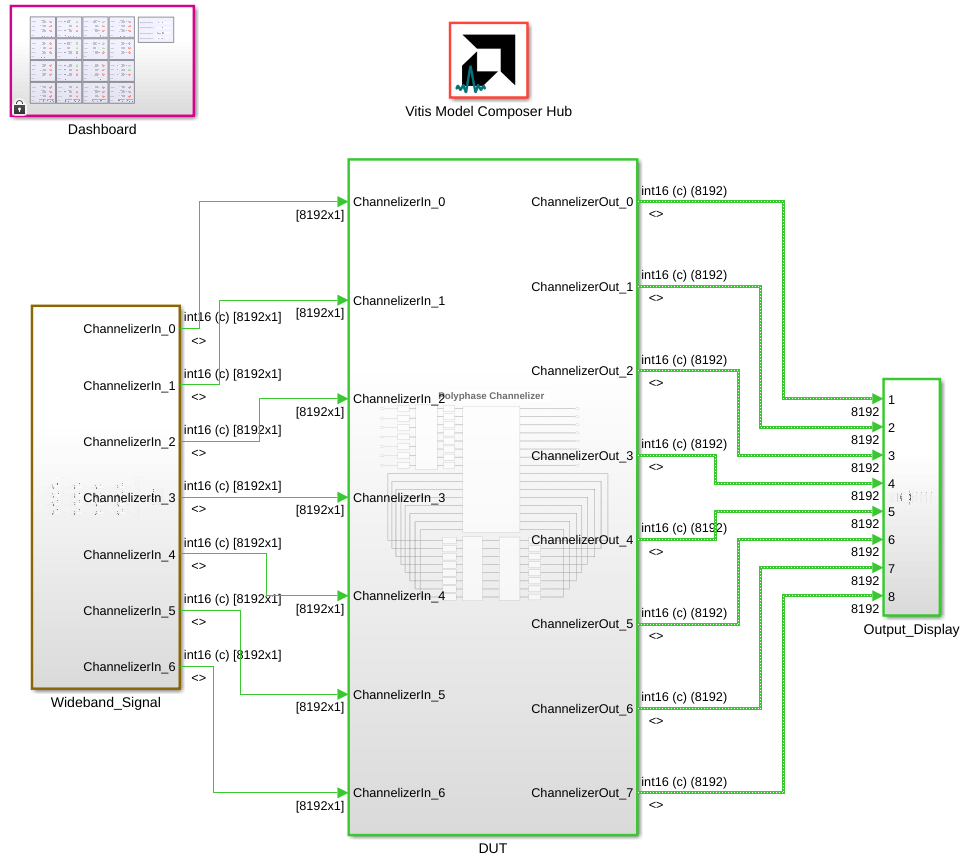 Dashboard
Vitis Model Composer Hub
ChannelizerIn_0
int16 (c) [8192x1]
<>
ChannelizerIn_1
int16 (c) [8192x1]
<>
ChannelizerIn_2
int16 (c) [8192x1]
<>
ChannelizerIn_3
int16 (c) [8192x1]
<>
ChannelizerIn_4
int16 (c) [8192x1]
<>
ChannelizerIn_5
int16 (c) [8192x1]
<>
ChannelizerIn_6
int16 (c) [8192x1]
<>
Wideband_Signal
[8192x1]
ChannelizerIn_0
[8192x1]
ChannelizerIn_1
[8192x1]
ChannelizerIn_2
[8192x1]
ChannelizerIn_3
[8192x1]
ChannelizerIn_4
[8192x1]
ChannelizerIn_5
[8192x1]
ChannelizerIn_6
Polyphase Channelizer
ChannelizerOut_0
int16 (c) (8192)
<>
ChannelizerOut_1
int16 (c) (8192)
<>
ChannelizerOut_2
int16 (c) (8192)
<>
ChannelizerOut_3
int16 (c) (8192)
<>
ChannelizerOut_4
int16 (c) (8192)
<>
ChannelizerOut_5
int16 (c) (8192)
<>
ChannelizerOut_6
int16 (c) (8192)
<>
ChannelizerOut_7
int16 (c) (8192)
<>
DUT
1
8192
2
8192
3
8192
4
8192
5
8192
6
8192
7
8192
8
8192
Output_Display